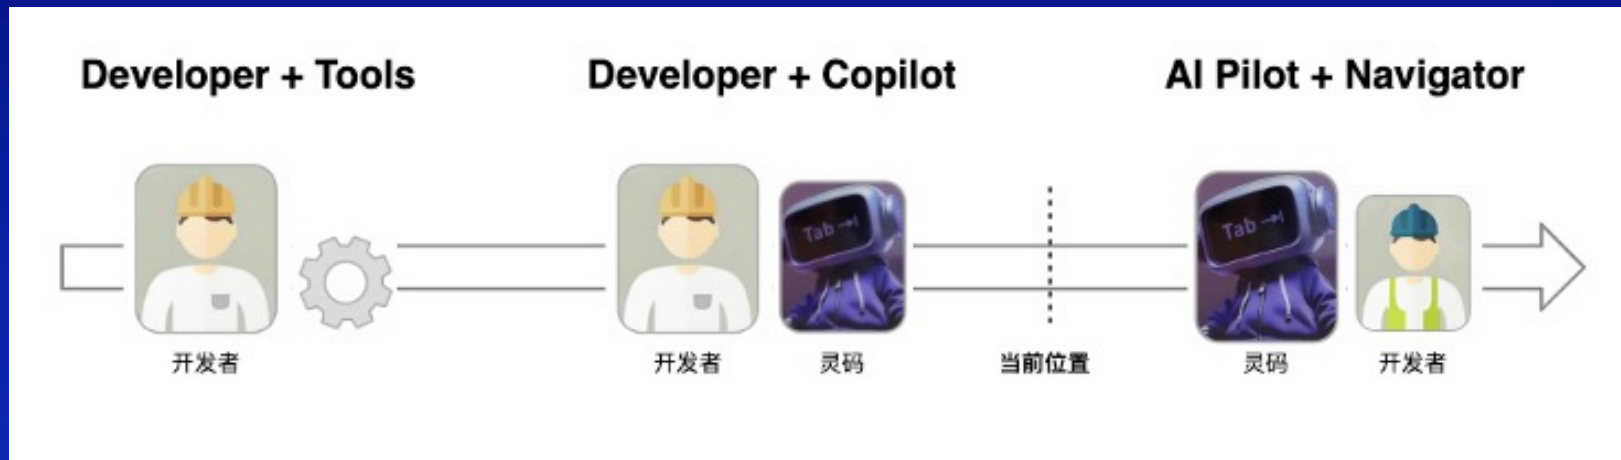 Developer + Tools
Developer + Copilot
AI Pilot + Navigator
Tab
Tab
开发者
开发者
灵码
当前位置
灵码
开发者